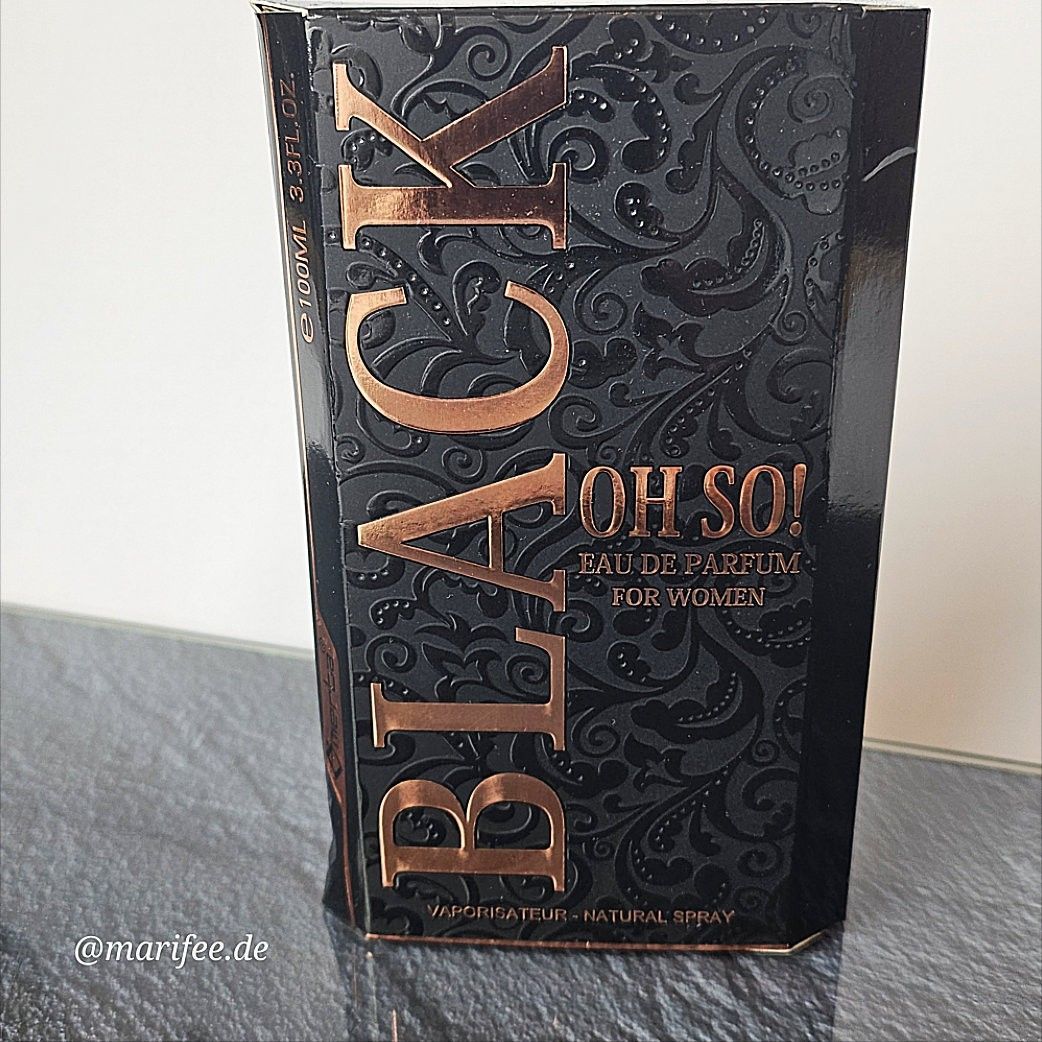 ℮100ML 3.3FL.OZ.
BLACK
OH SO!
EAU DE PARFUM
FOR WOMEN
VAPORISATEUR - NATURAL SPRAY
@marifee.de